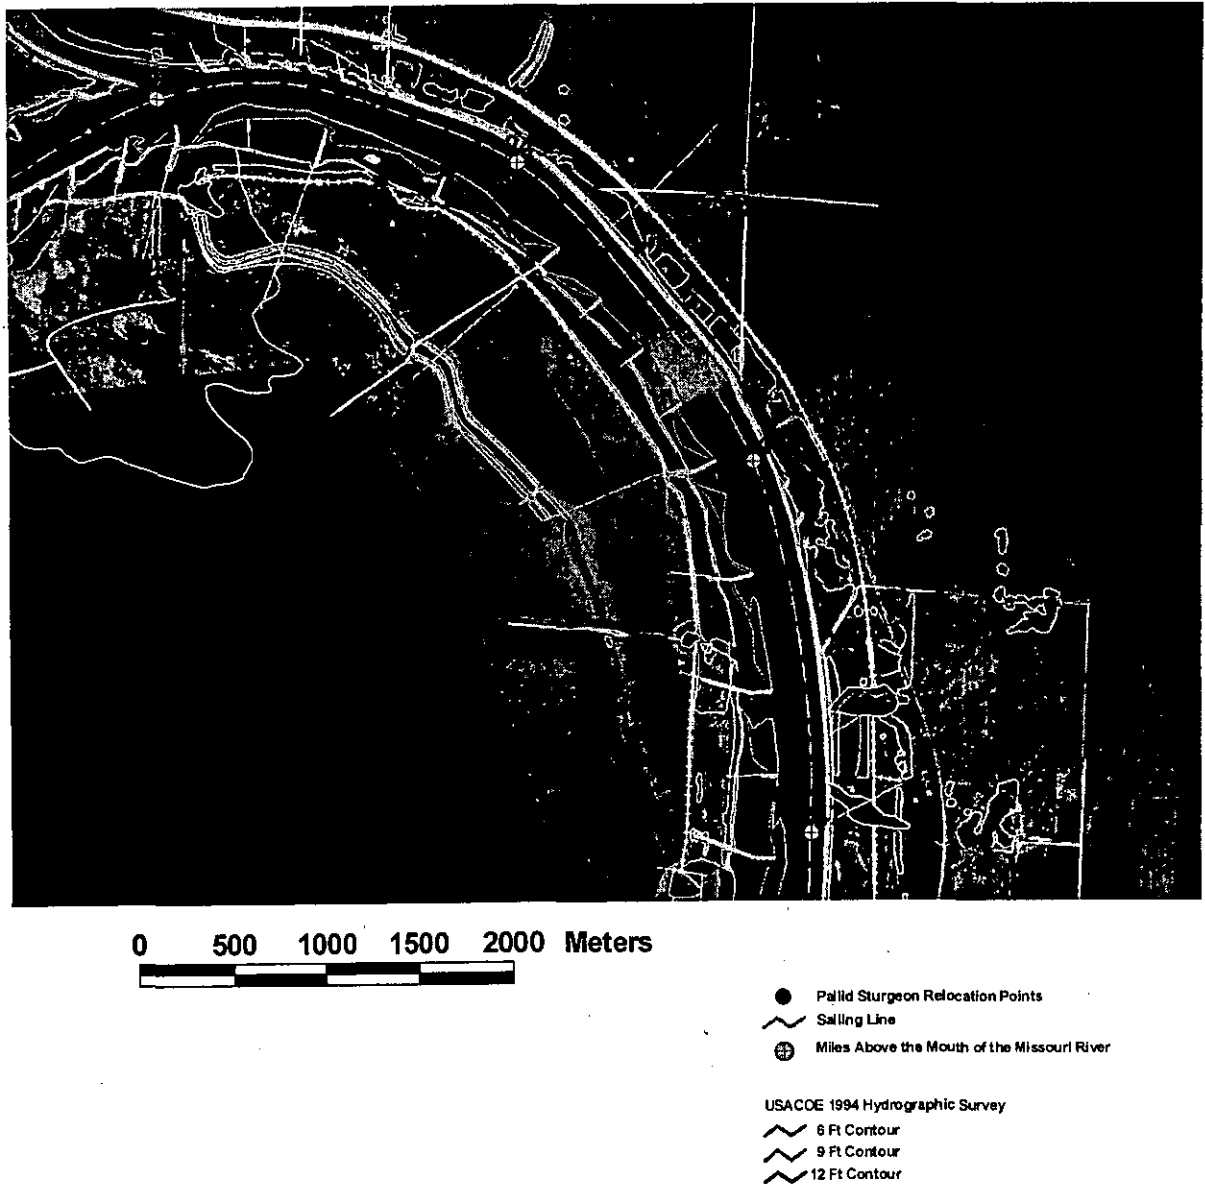 0 500 1000 1500 2000 Meters
Pallid Sturgeon Relocation Points
Sailing Line
Miles Above the Mouth of the Missouri River
USACOE 1994 Hydrographic Survey
6 Ft Contour
9 Ft Contour
12 Ft Contour